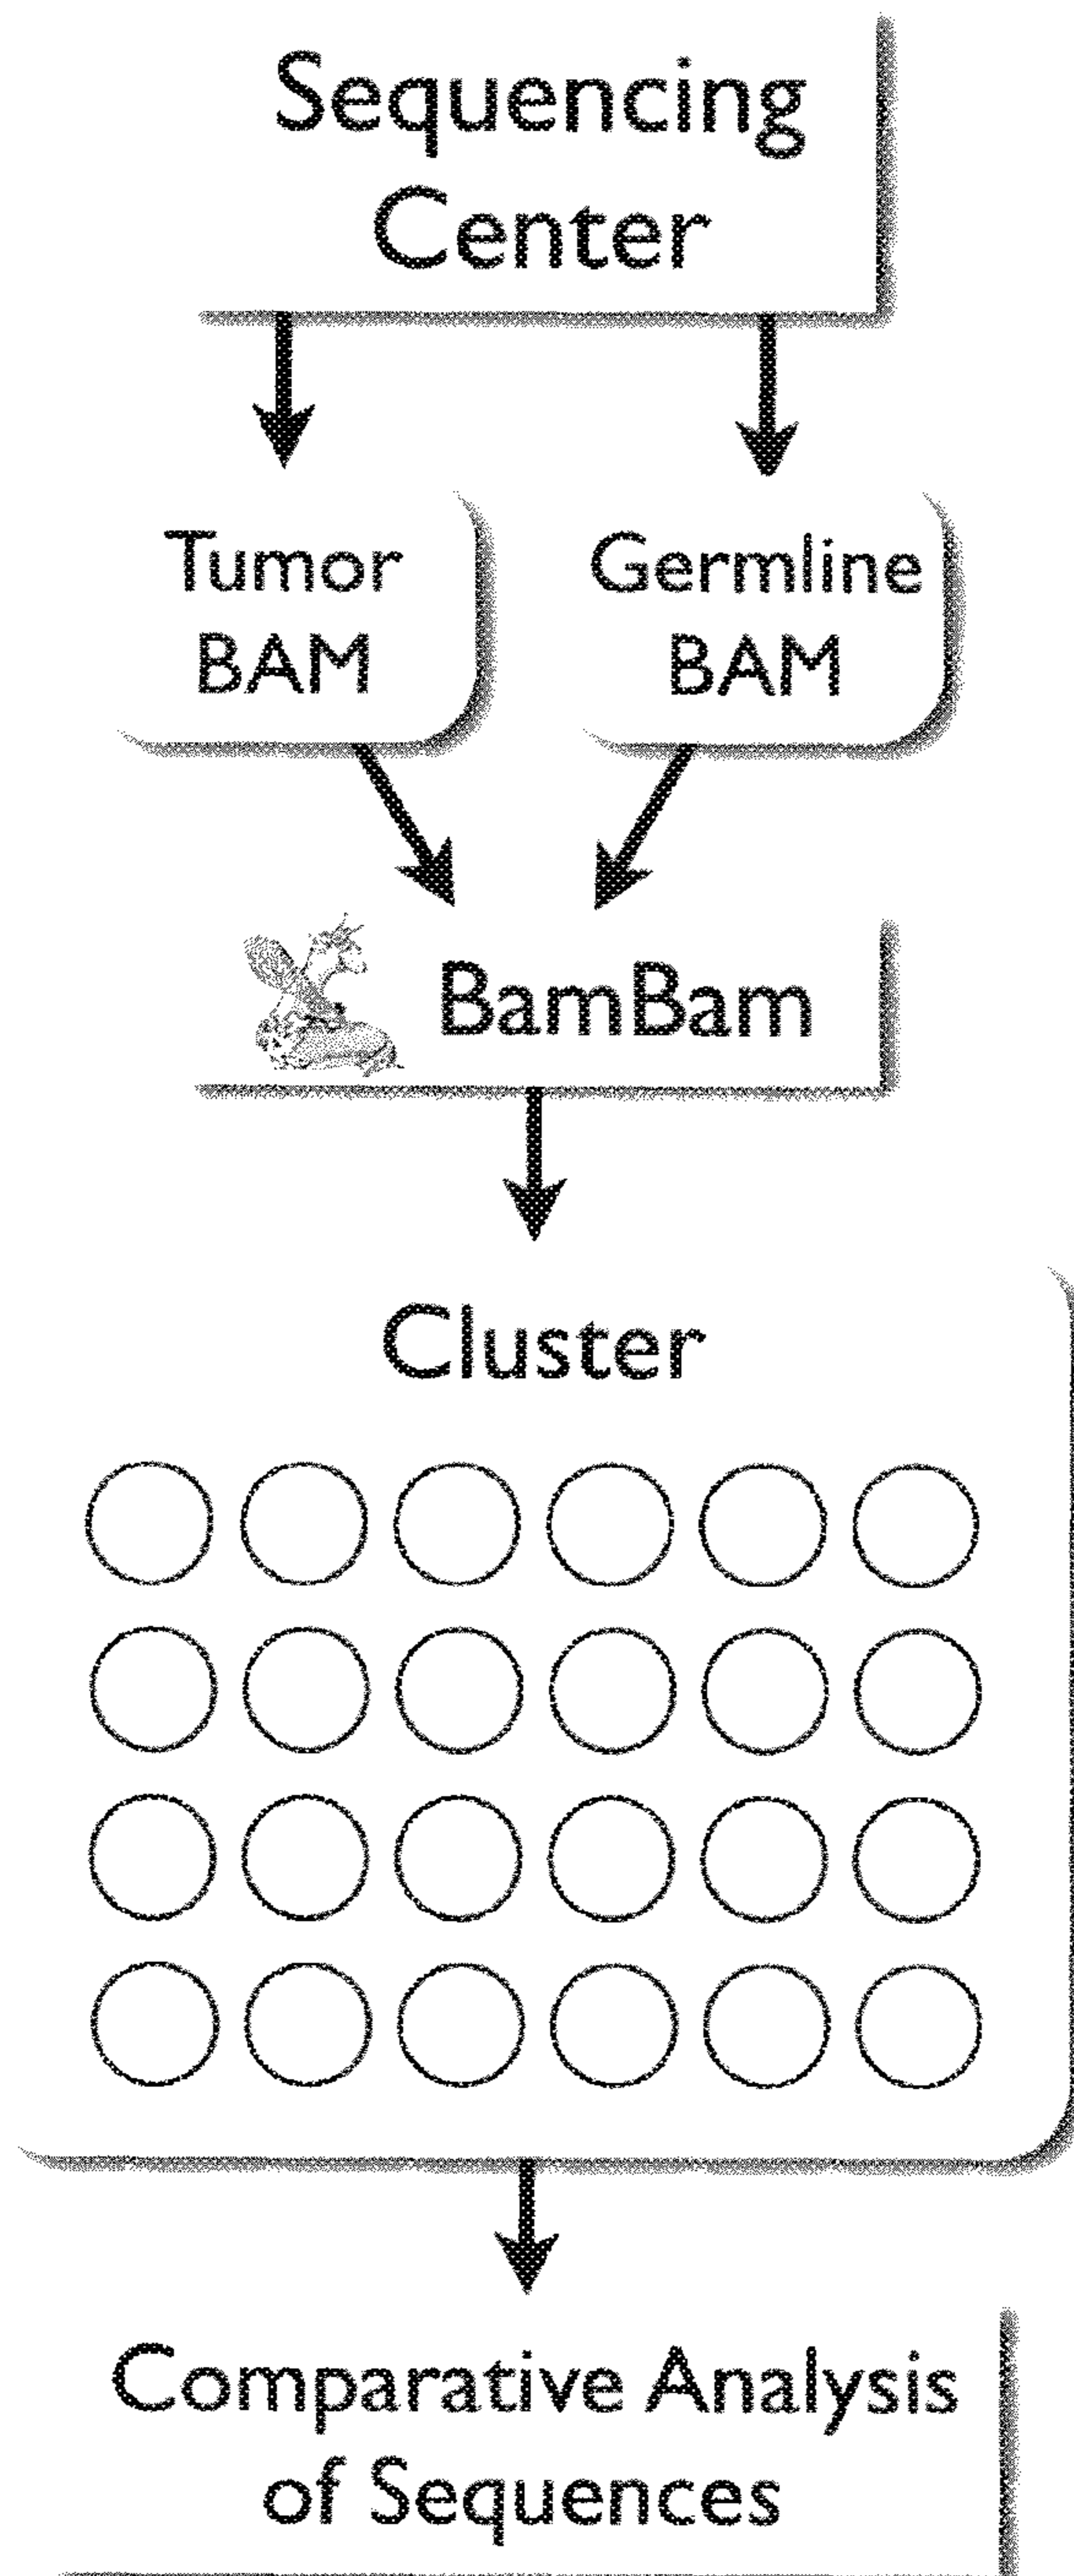 Sequencing
Center
Tumor
BAM
Germline
BAM
BamBam
Cluster
Comparative Analysis
of Sequences